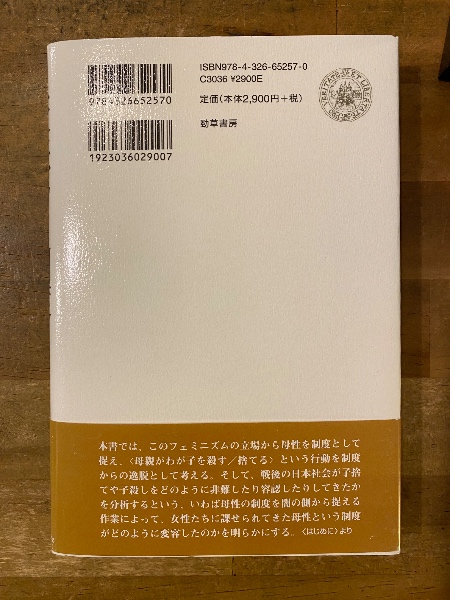 ISBN978-4-326-65257-0
C3036 ¥2900E
定価(本体2,900円+税)
勁草書房
9784326652570
1923036029007
本書では、このフェミニズムの立場から母性を制度として
捉え、〈母親がわが子を殺す／捨てる〉という行動を制度
からの逸脱として考える。そして、戦後の日本社会が子捨
てや子殺しをどのように非難したり容認したりしてきたか
を分析するという、いわば母性の制度を闇の側から捉える
作業によって、女性たちに課せられてきた母性という制度
がどのように変容したのかを明らかにする。〈はじめに〉より